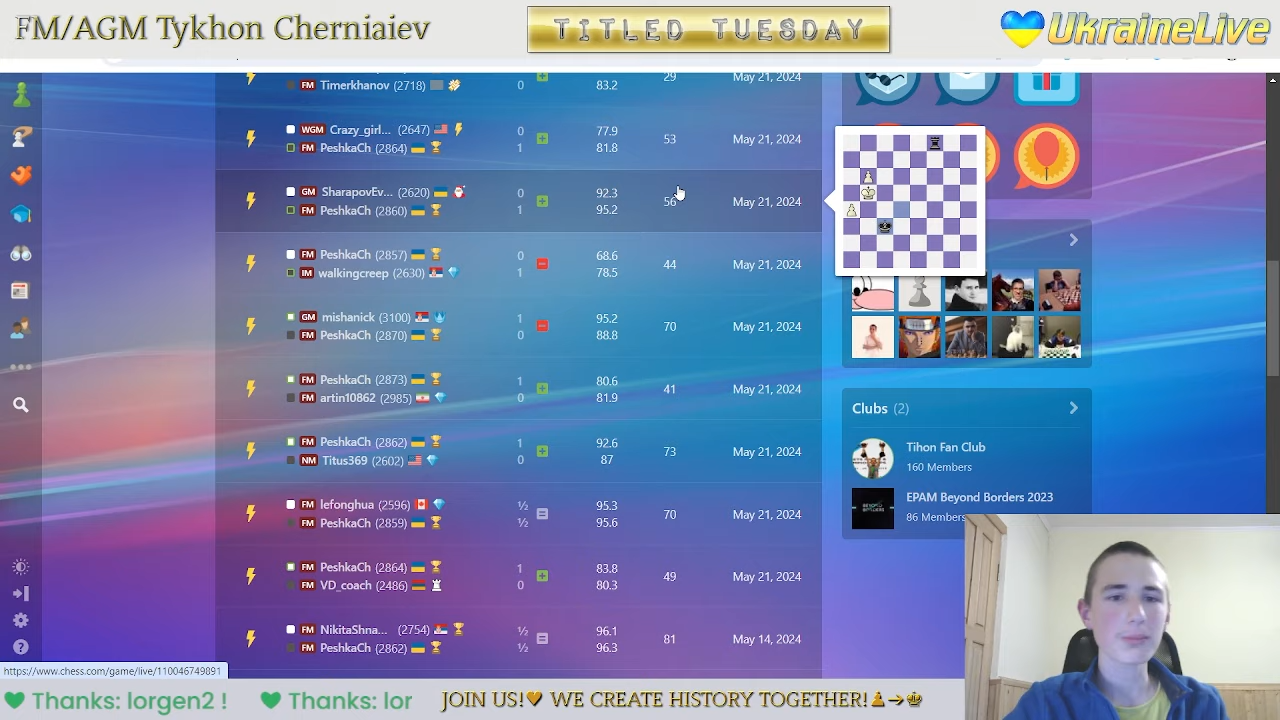 FM/AGM Tykhon Cherniaiev
TITLED TUESDAY
UkraineLive
FM Timerkhanov (2718) 0 83.2 29 May 21, 2024
WGM Crazy_girl... (2647) 0 77.9
FM PeshkaCh (2864) 1 81.8
53 May 21, 2024
GM SharapovEv... (2620) 0 92.3
FM PeshkaCh (2860) 1 95.2
56 May 21, 2024
FM PeshkaCh (2857) 0 68.6
IM walkingcreep (2630) 1 78.5
44 May 21, 2024
GM mishanick (3100) 1 95.2
FM PeshkaCh (2870) 0 88.8
70 May 21, 2024
FM PeshkaCh (2873) 1 80.6
FM artin10862 (2985) 0 81.9
41 May 21, 2024
FM PeshkaCh (2862) 1 92.6
NM Titus369 (2602) 0 87
73 May 21, 2024
FM lefonghua (2596) ½ 95.3
FM PeshkaCh (2859) ½ 95.6
70 May 21, 2024
FM PeshkaCh (2864) 1 83.8
FM VD_coach (2486) 0 80.3
49 May 21, 2024
FM NikitaShna... (2754) ½ 96.1
FM PeshkaCh (2862) ½ 96.3
81 May 14, 2024
Clubs (2)
Tihon Fan Club
160 Members
EPAM Beyond Borders 2023
86 Members
https://www.chess.com/game/live/110046749891
Thanks: lorgen2 ! Thanks: lor
JOIN US! WE CREATE HISTORY TOGETHER!